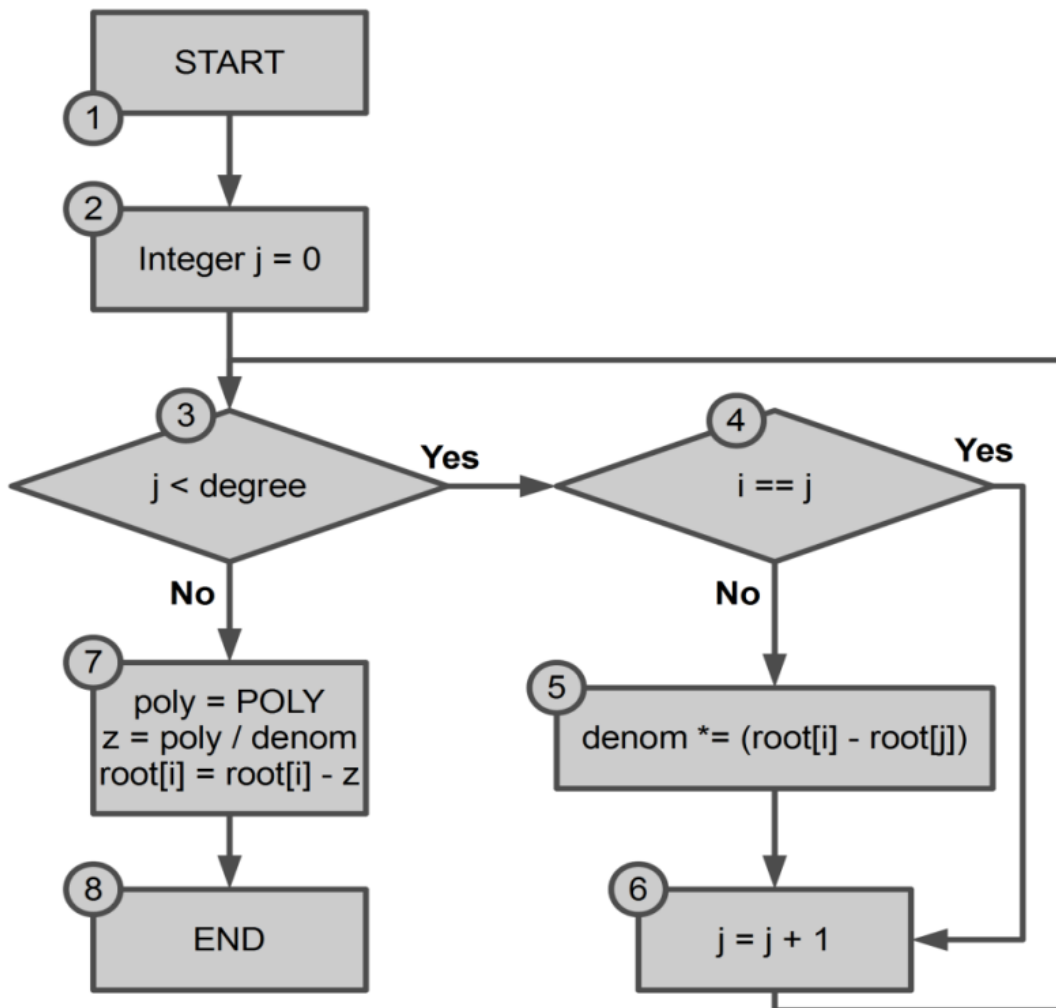 START
1
2
Integer j = 0
3
j < degree
Yes
4
i == j
Yes
No
No
7
poly = POLY
z = poly / denom
root[i] = root[i] - z
5
denom *= (root[i] - root[j])
8
END
6
j = j + 1